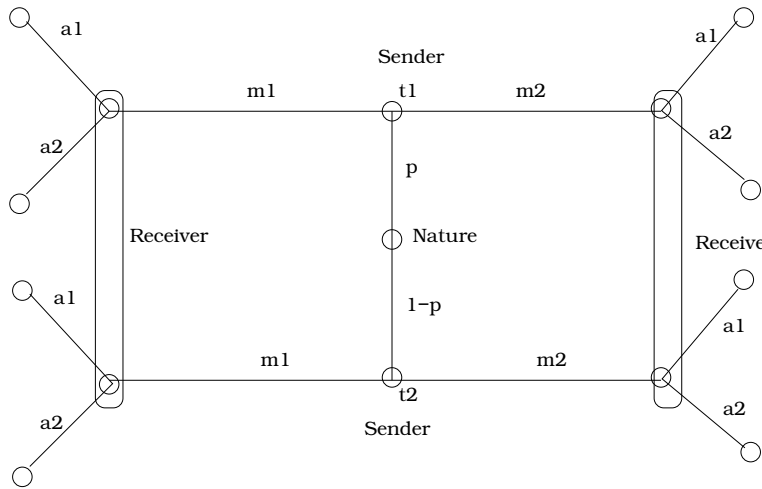 a1
a1
Sender
m1
t1
m2
a2
a2
p
Receiver
Nature
Receive
a1
1-p
a1
m1
m2
t2
a2
a2
Sender